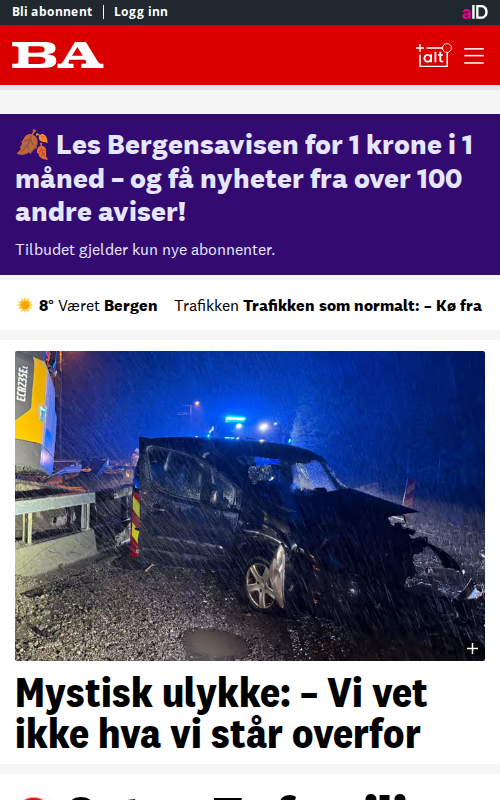 Bli abonnent | Logg inn
aID
BA
+alt
🍂 Les Bergensavisen for 1 krone i 1
måned – og få nyheter fra over 100
andre aviser!
Tilbudet gjelder kun nye abonnenter.
8° Været Bergen Trafikken Trafikken som normalt: – Kø fra
ECR235E
Mystisk ulykke: – Vi vet
ikke hva vi står overfor